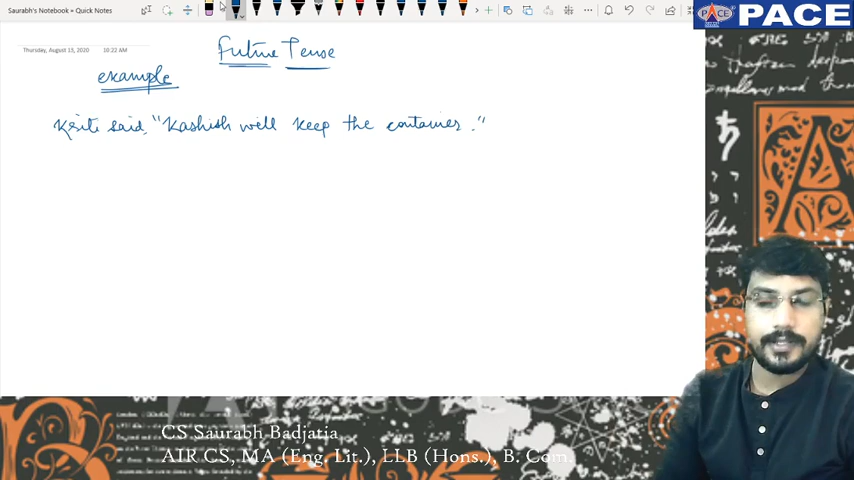 Saurabh's Notebook » Quick Notes
PACE
PACE
Thursday, August 13, 2020 10:22 AM
Future Tense
example
Kriti said, "Kashish will keep the container."
A
CS Saurabh Badjatia
AIR CS, MA (Eng. Lit.), LLB (Hons.), B. Com.